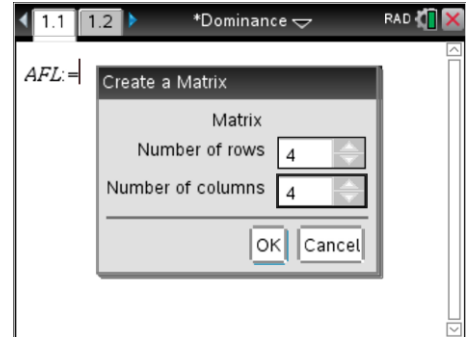 1.1 1.2 *Dominance RAD
AFL:=
Create a Matrix
Matrix
Number of rows 4
Number of columns 4
OK Cancel